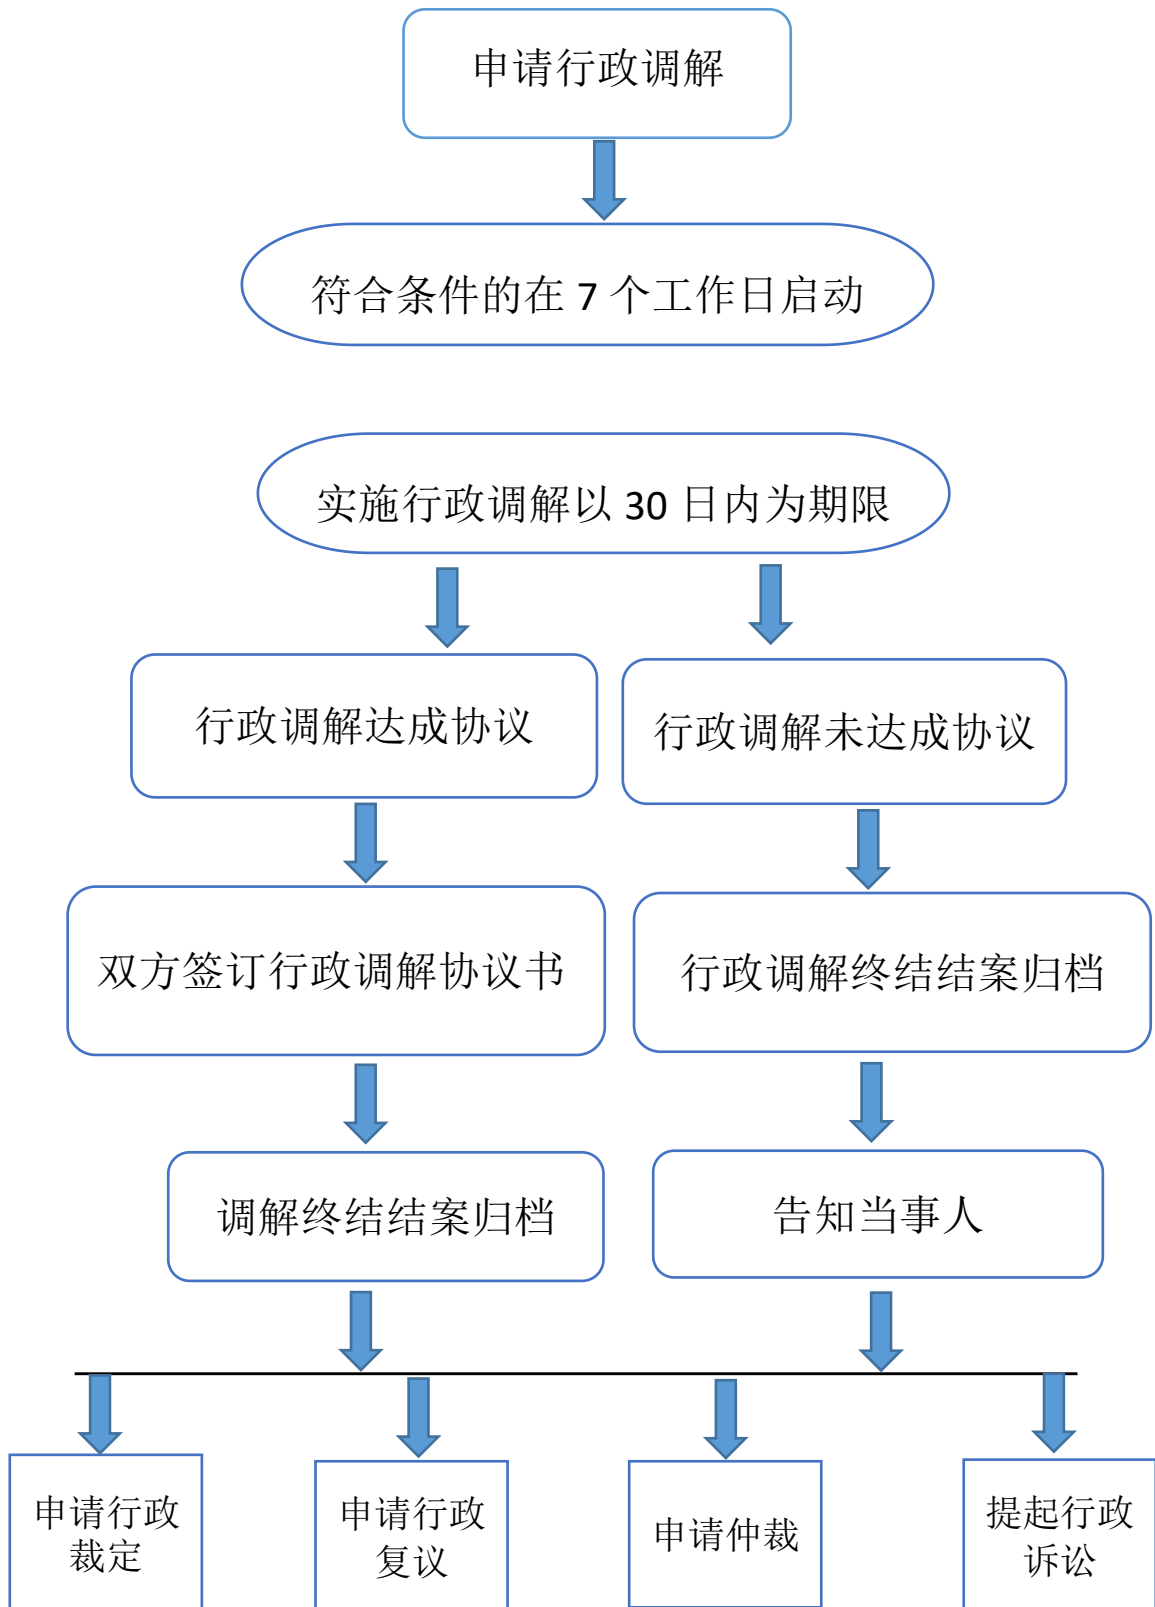 申请行政调解
符合条件的在 7 个工作日启动
实施行政调解以 30 日内为期限
行政调解达成协议
行政调解未达成协议
双方签订行政调解协议书
行政调解终结结案归档
调解终结结案归档
告知当事人
申请行政
裁定
申请行政
复议
申请仲裁
提起行政
诉讼